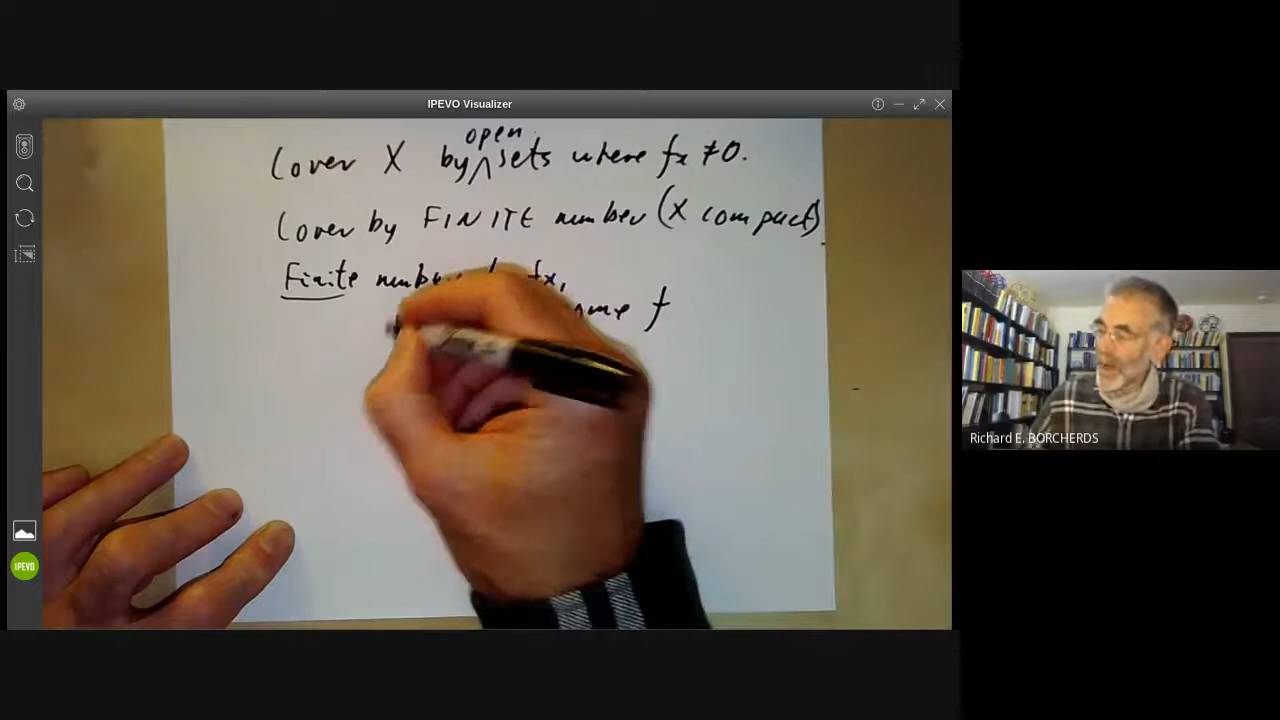 IPEVO Visualizer
open
Cover X by ∧ sets where fx ≠ 0.
Cover by FINITE number (X compact).
Finite fx,
f
IPEVO
Richard E. BORCHERDS